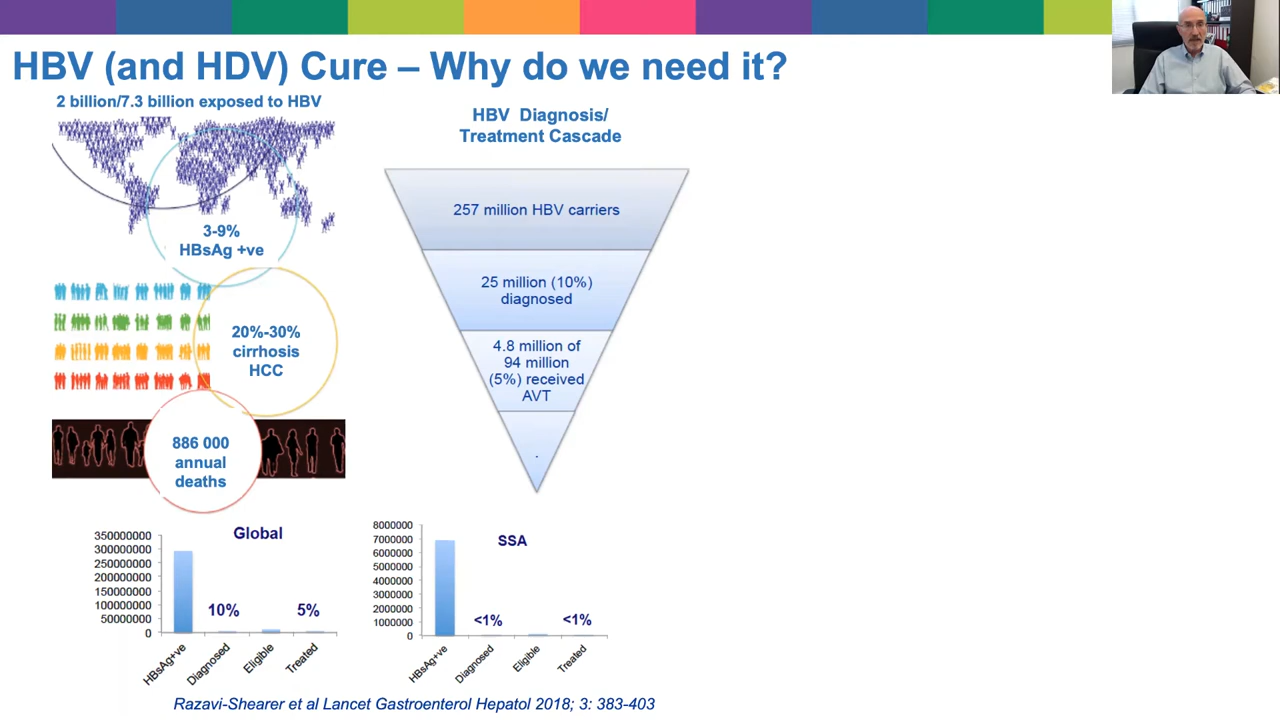 HBV (and HDV) Cure – Why do we need it?
2 billion/7.3 billion exposed to HBV
3-9%
HBsAg +ve
20%-30%
cirrhosis
HCC
886 000
annual
deaths
HBV Diagnosis/
Treatment Cascade
257 million HBV carriers
25 million (10%)
diagnosed
4.8 million of
94 million
(5%) received
AVT
Global
350000000
300000000
250000000
200000000
150000000
100000000
50000000
0
10%
5%
HBsAg+ve
Diagnosed
Eligible
Treated
SSA
8000000
7000000
6000000
5000000
4000000
3000000
2000000
1000000
0
<1%
<1%
HBsAg+ve
Diagnosed
Eligible
Treated
Razavi-Shearer et al Lancet Gastroenterol Hepatol 2018; 3: 383-403